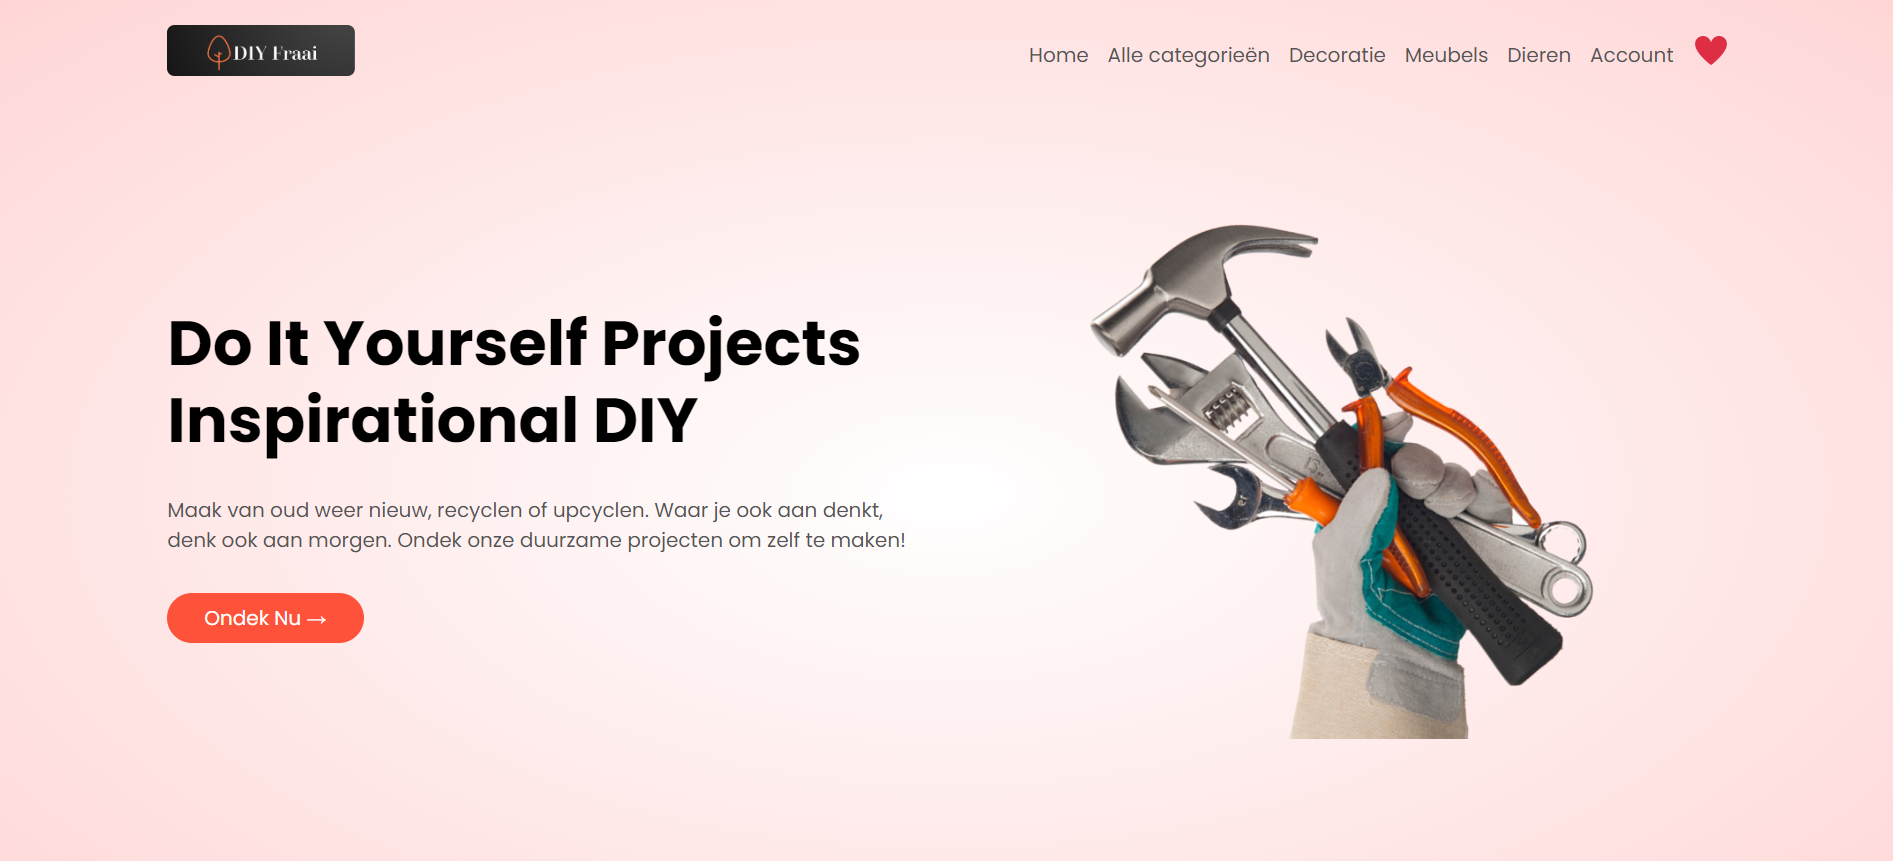 DIY Fraai
Home Alle categorieën Decoratie Meubels Dieren Account
Do It Yourself Projects
Inspirational DIY
Maak van oud weer nieuw, recyclen of upcyclen. Waar je ook aan denkt,
denk ook aan morgen. Ondek onze duurzame projecten om zelf te maken!
Ondek Nu →